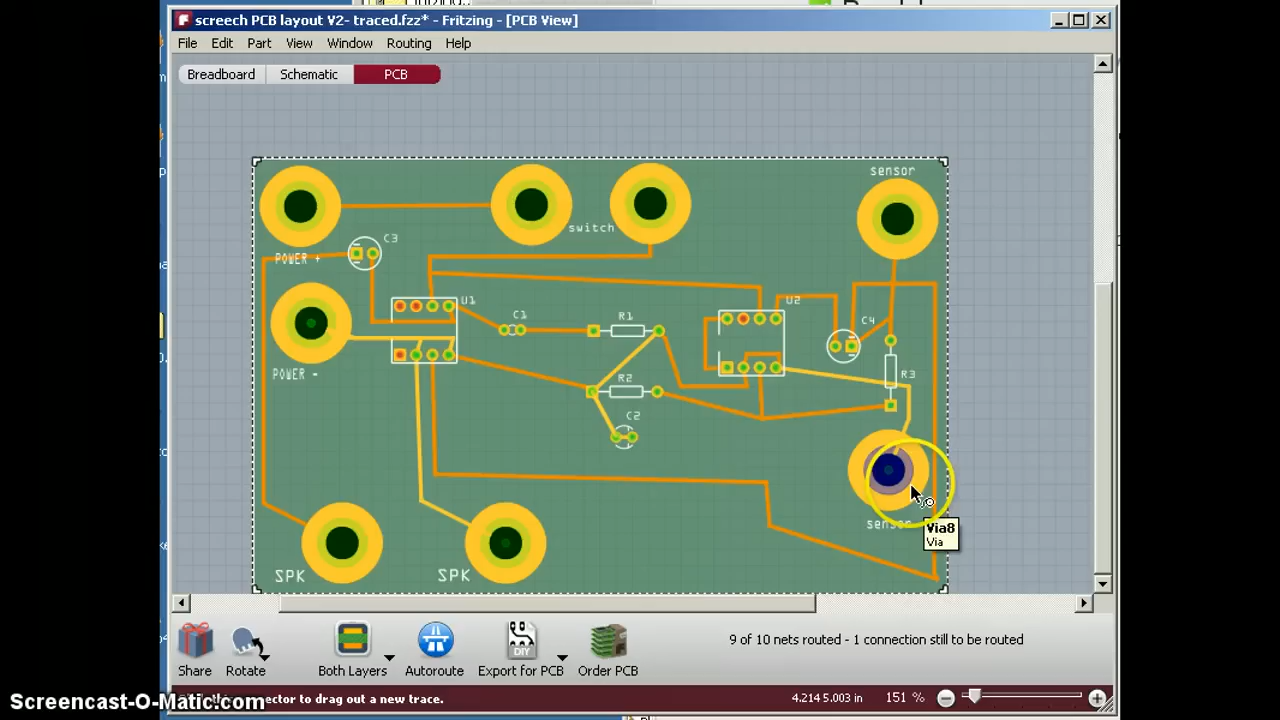 screech PCB layout V2- traced.fzz* - Fritzing - [PCB View]
File Edit Part View Window Routing Help
Breadboard Schematic PCB
sensor
switch
C3
POWER +
U1
U2
C1
R1
C4
POWER -
R2
R3
C2
sensor
Via8
Via
SPK
SPK
DIY
Share Rotate Both Layers Autoroute Export for PCB Order PCB
9 of 10 nets routed - 1 connection still to be routed
connector to drag out a new trace.
4.214 5.003 in 151 %
Screencast-O-Matic.com